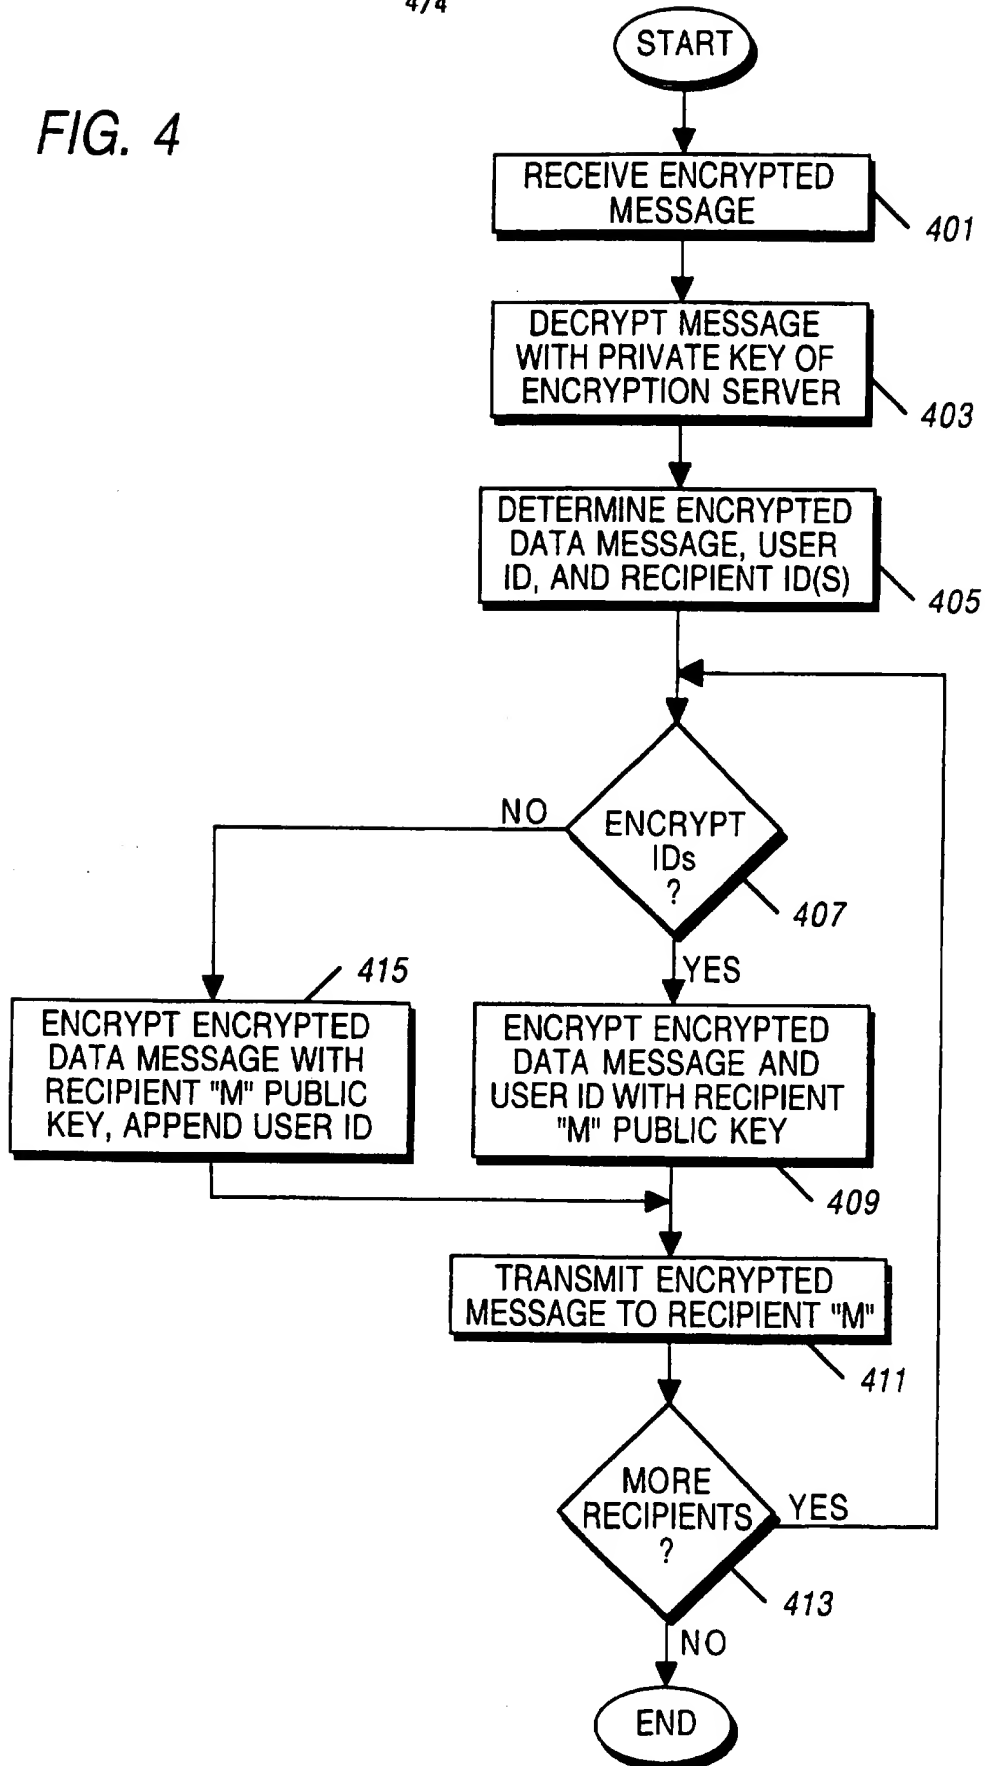 4/4
START
FIG. 4
RECEIVE ENCRYPTED
MESSAGE
401
DECRYPT MESSAGE
WITH PRIVATE KEY OF
ENCRYPTION SERVER
403
DETERMINE ENCRYPTED
DATA MESSAGE, USER
ID, AND RECIPIENT ID(S)
405
NO
ENCRYPT
IDs
?
407
YES
415
ENCRYPT ENCRYPTED
DATA MESSAGE WITH
RECIPIENT "M" PUBLIC
KEY, APPEND USER ID
ENCRYPT ENCRYPTED
DATA MESSAGE AND
USER ID WITH RECIPIENT
"M" PUBLIC KEY
409
TRANSMIT ENCRYPTED
MESSAGE TO RECIPIENT "M"
411
MORE
RECIPIENTS
?
YES
413
NO
END